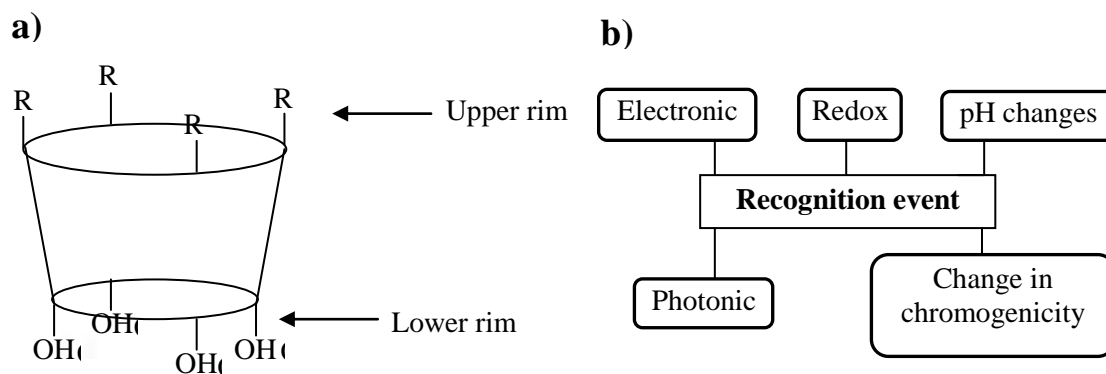 a)
R
R
R
R
Upper rim
OH
OH
OH
OH
Lower rim
b)
Electronic
Redox
pH changes
Recognition event
Photonic
Change in
chromogenicity